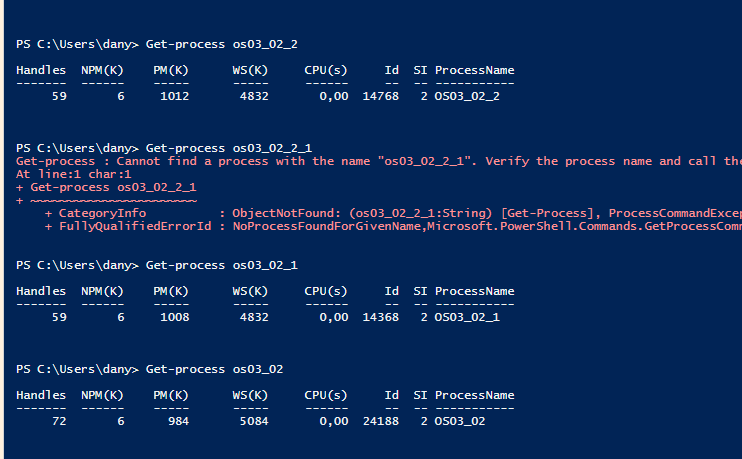 PS C:\Users\dany> Get-process os03_02_2
Handles  NPM(K)    PM(K)      WS(K)     CPU(s)     Id  SI ProcessName
-------  ------    -----      -----     ------     --  -- -----------
     59       6     1012       4832       0,00  14768   2 OS03_02_2
PS C:\Users\dany> Get-process os03_02_2_1
Get-process : Cannot find a process with the name "os03_02_2_1". Verify the process name and call the
At line:1 char:1
+ Get-process os03_02_2_1
+ ~~~~~~~~~~~~~~~~~~~~~~~
    + CategoryInfo          : ObjectNotFound: (os03_02_2_1:String) [Get-Process], ProcessCommandExcep
    + FullyQualifiedErrorId : NoProcessFoundForGivenName,Microsoft.PowerShell.Commands.GetProcessComm
PS C:\Users\dany> Get-process os03_02_1
Handles  NPM(K)    PM(K)      WS(K)     CPU(s)     Id  SI ProcessName
-------  ------    -----      -----     ------     --  -- -----------
     59       6     1008       4832       0,00  14368   2 OS03_02_1
PS C:\Users\dany> Get-process os03_02
Handles  NPM(K)    PM(K)      WS(K)     CPU(s)     Id  SI ProcessName
-------  ------    -----      -----     ------     --  -- -----------
     72       6      984       5084       0,00  24188   2 OS03_02